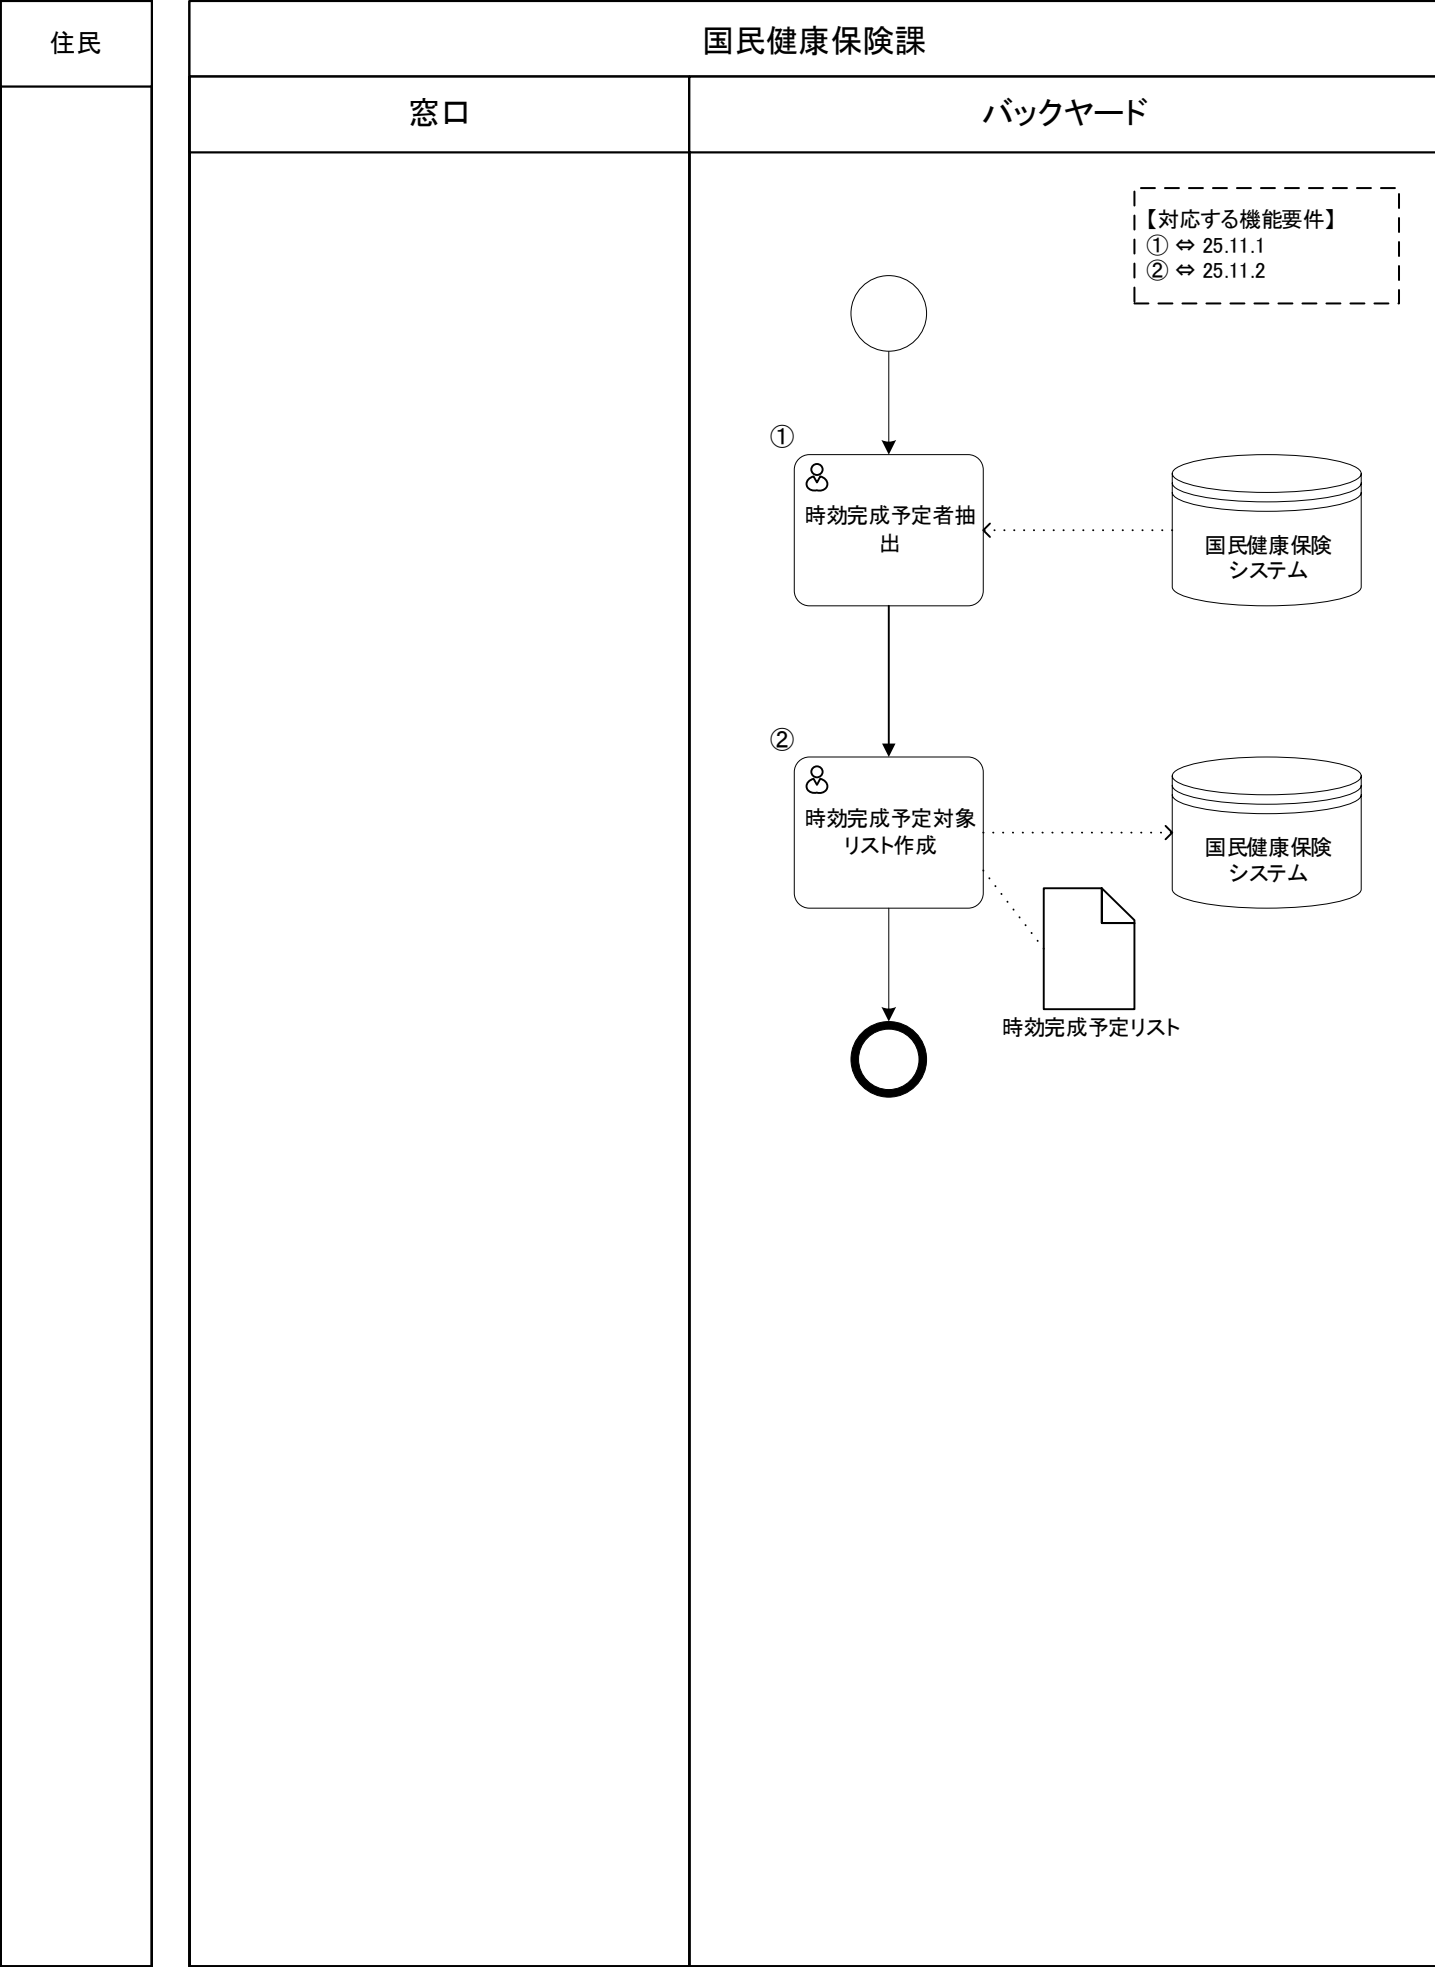 住民
国民健康保険課
窓口
バックヤード
【対応する機能要件】
① ⇔ 25.11.1
② ⇔ 25.11.2
①
時効完成予定者抽
出
国民健康保険
システム
②
時効完成予定対象
リスト作成
国民健康保険
システム
時効完成予定リスト